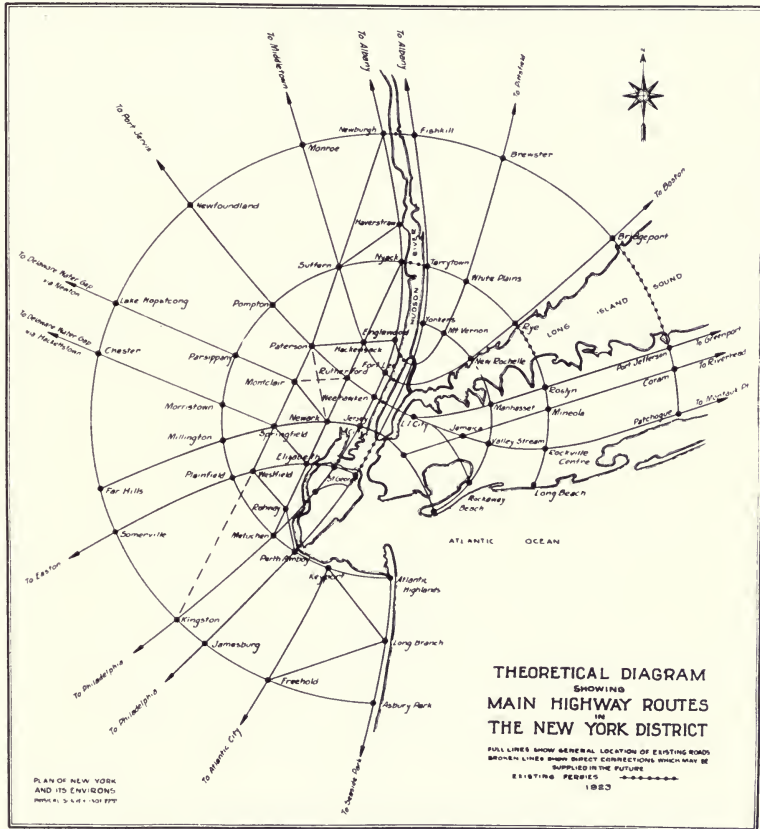 To Middletown
To Albany
To Albany
To Pittsfield
N
Newburgh
Fishkill
Monroe
Brewster
To Port Jervis
To Boston
Newfoundland
Haverstraw
Bridgeport
HUDSON RIVER
Nyack
Tarrytown
Suffern
White Plains
LONG ISLAND SOUND
To Delaware Water Gap
via Newton
Lake Hopatcong
Pompton
Yonkers
Mt Vernon
Rye
To Delaware Water Gap
via Hackettstown
Chester
Parsippany
Paterson
Hackensack
Englewood
New Rochelle
Port Jefferson
To Greenport
To Riverhead
Coram
Montclair
Rutherford
Fort Lee
Roslyn
Weehawken
Manhasset
Mineola
To Montauk Pt
Patchogue
Morristown
Newark
Jersey
City
L I City
Millington
Springfield
Jamaica
Valley Stream
Rockville
Centre
Elizabeth
Plainfield
Westfield
St George
Far Hills
Rahway
Rockaway
Beach
Long Beach
Somerville
Metuchen
ATLANTIC OCEAN
Perth Amboy
To Easton
Keyport
Atlantic
Highlands
Kingston
Jamesburg
Long Branch
To Philadelphia
To Philadelphia
Freehold
Asbury Park
To Atlantic City
To Seaside Park
THEORETICAL DIAGRAM
SHOWING
MAIN HIGHWAY ROUTES
IN
THE NEW YORK DISTRICT
FULL LINES SHOW GENERAL LOCATION OF EXISTING ROADS
BROKEN LINES SHOW DIRECT CONNECTIONS WHICH MAY BE
SUPPLIED IN THE FUTURE
EXISTING FERRIES
1923
PLAN OF NEW YORK
AND ITS ENVIRONS